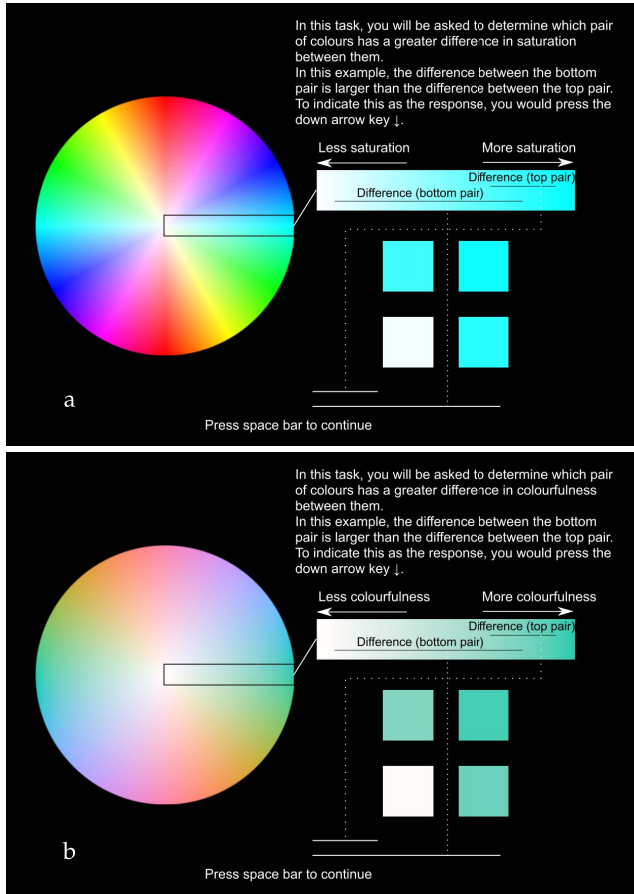 In this task, you will be asked to determine which pair
of colours has a greater difference in saturation
between them.
In this example, the difference between the bottom
pair is larger than the difference between the top pair.
To indicate this as the response, you would press the
down arrow key ↓.
Less saturation
More saturation
Difference (top pair)
Difference (bottom pair)
a
Press space bar to continue
In this task, you will be asked to determine which pair
of colours has a greater difference in colourfulness
between them.
In this example, the difference between the bottom
pair is larger than the difference between the top pair.
To indicate this as the response, you would press the
down arrow key ↓.
Less colourfulness
More colourfulness
Difference (top pair)
Difference (bottom pair)
b
Press space bar to continue